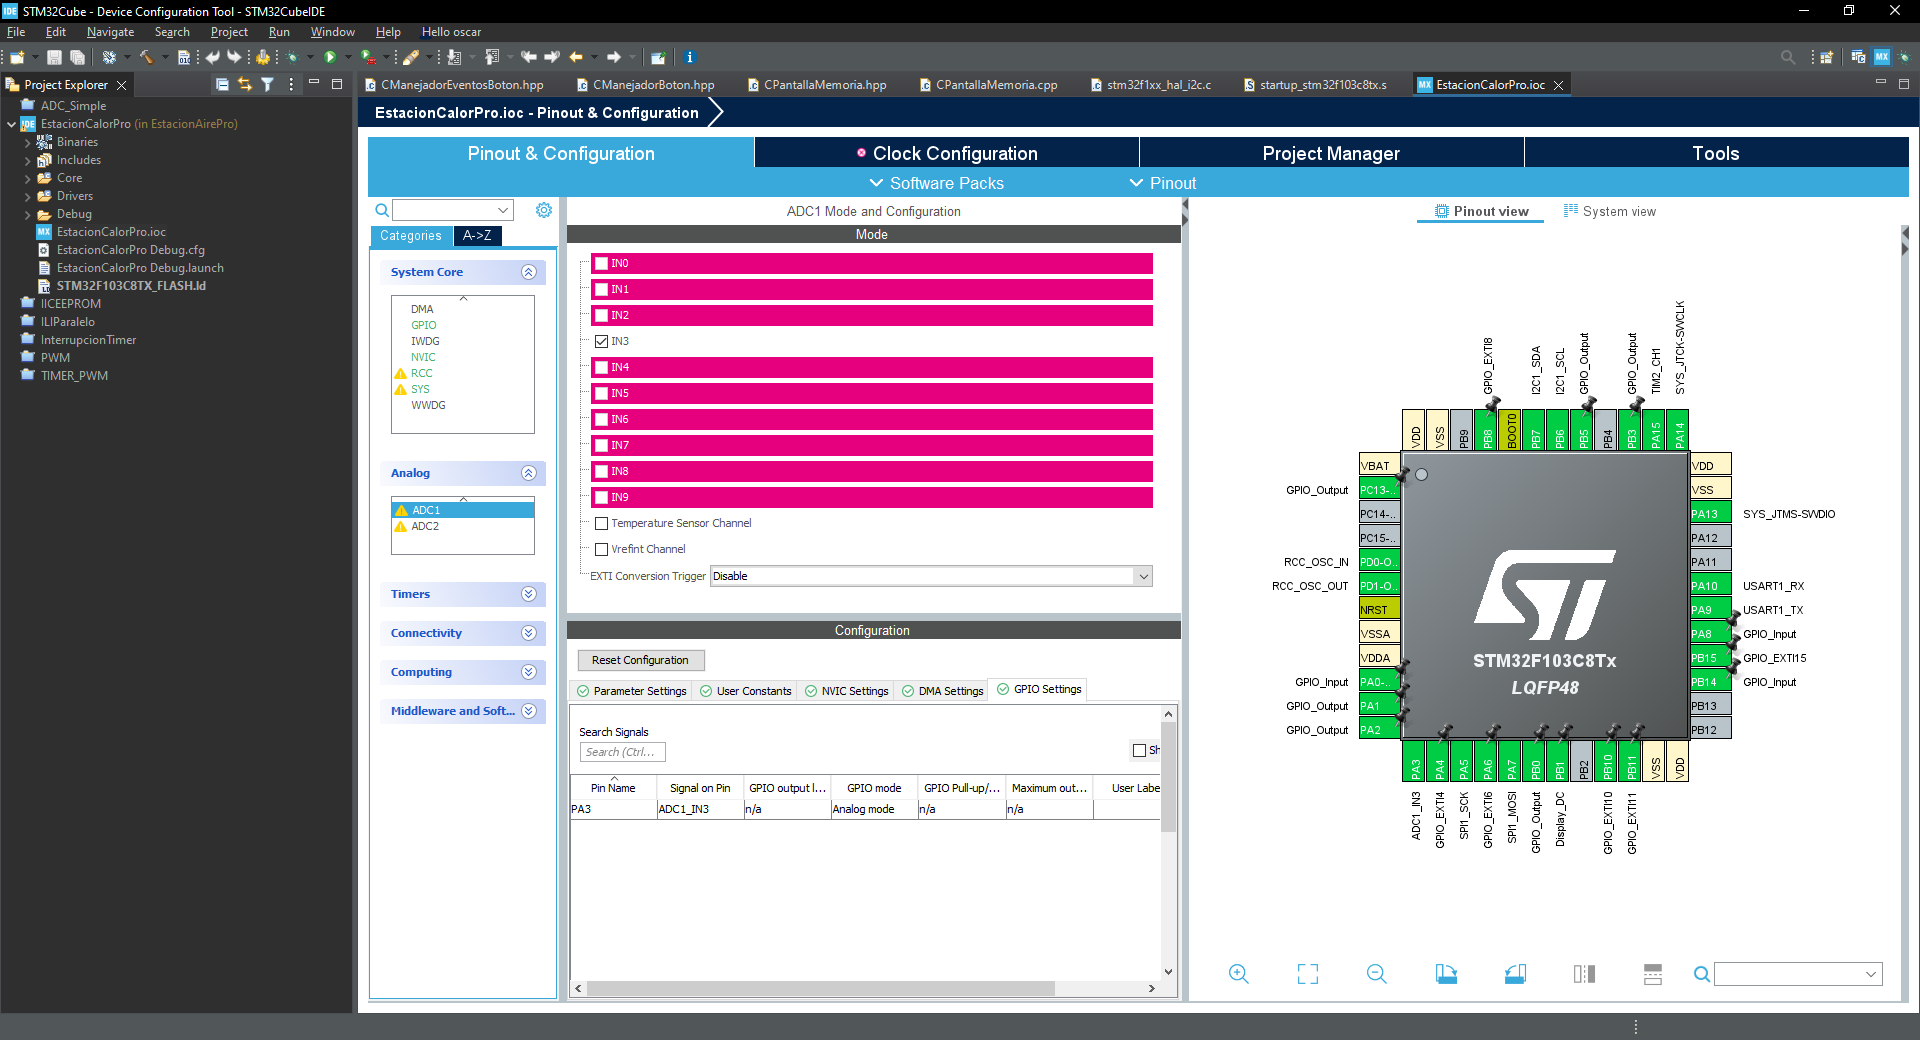 IDE STM32Cube - Device Configuration Tool - STM32CubeIDE
File Edit Navigate Search Project Run Window Help Hello oscar
Project Explorer
CManejadorEventosBoton.hpp CManejadorBoton.hpp CPantallaMemoria.hpp CPantallaMemoria.cpp stm32f1xx_hal_i2c.c startup_stm32f103c8tx.s MX EstacionCalorPro.ioc
ADC_Simple
EstacionCalorPro (in EstacionAirePro)
Binaries
Includes
Core
Drivers
Debug
MX EstacionCalorPro.ioc
EstacionCalorPro Debug.cfg
EstacionCalorPro Debug.launch
STM32F103C8TX_FLASH.ld
IICEEPROM
ILIParalelo
InterrupcionTimer
PWM
TIMER_PWM
EstacionCalorPro.ioc - Pinout & Configuration
Pinout & Configuration Clock Configuration Project Manager Tools
Software Packs Pinout
Categories A->Z
System Core
DMA
GPIO
IWDG
NVIC
RCC
SYS
WWDG
Analog
ADC1
ADC2
Timers
Connectivity
Computing
Middleware and Soft...
ADC1 Mode and Configuration
Mode
IN0
IN1
IN2
IN3
IN4
IN5
IN6
IN7
IN8
IN9
Temperature Sensor Channel
Vrefint Channel
EXTI Conversion Trigger Disable
Configuration
Reset Configuration
Parameter Settings User Constants NVIC Settings DMA Settings GPIO Settings
Search Signals
Search (Ctrl... Sh
Pin Name Signal on Pin GPIO output l... GPIO mode GPIO Pull-up/... Maximum out... User Labe
PA3 ADC1_IN3 n/a Analog mode n/a n/a
Pinout view System view
GPIO_EXTI8 I2C1_SDA I2C1_SCL GPIO_Output GPIO_Output TIM2_CH1 SYS_JTCK-SWCLK
VDD VSS PB9 PB8 BOOT0 PB7 PB6 PB5 PB4 PB3 PA15 PA14
VBAT VDD
GPIO_Output PC13-.. VSS
PC14-.. PA13 SYS_JTMS-SWDIO
PC15-.. PA12
RCC_OSC_IN PD0-O.. PA11
RCC_OSC_OUT PD1-O.. PA10 USART1_RX
NRST PA9 USART1_TX
VSSA PA8 GPIO_Input
VDDA PB15 GPIO_EXTI15
GPIO_Input PA0-.. PB14 GPIO_Input
GPIO_Output PA1 PB13
GPIO_Output PA2 PB12
ST
STM32F103C8Tx
LQFP48
PA3 PA4 PA5 PA6 PA7 PB0 PB1 PB2 PB10 PB11 VSS VDD
ADC1_IN3 GPIO_EXTI4 SPI1_SCK GPIO_EXTI6 SPI1_MOSI GPIO_Output Display_DC GPIO_EXTI10 GPIO_EXTI11